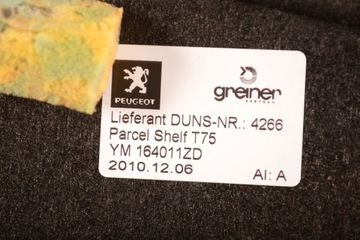 PEUGEOT
greiner
Lieferant DUNS-NR.: 4266
Parcel Shelf T75
YM 164011ZD
2010.12.06
AI: A